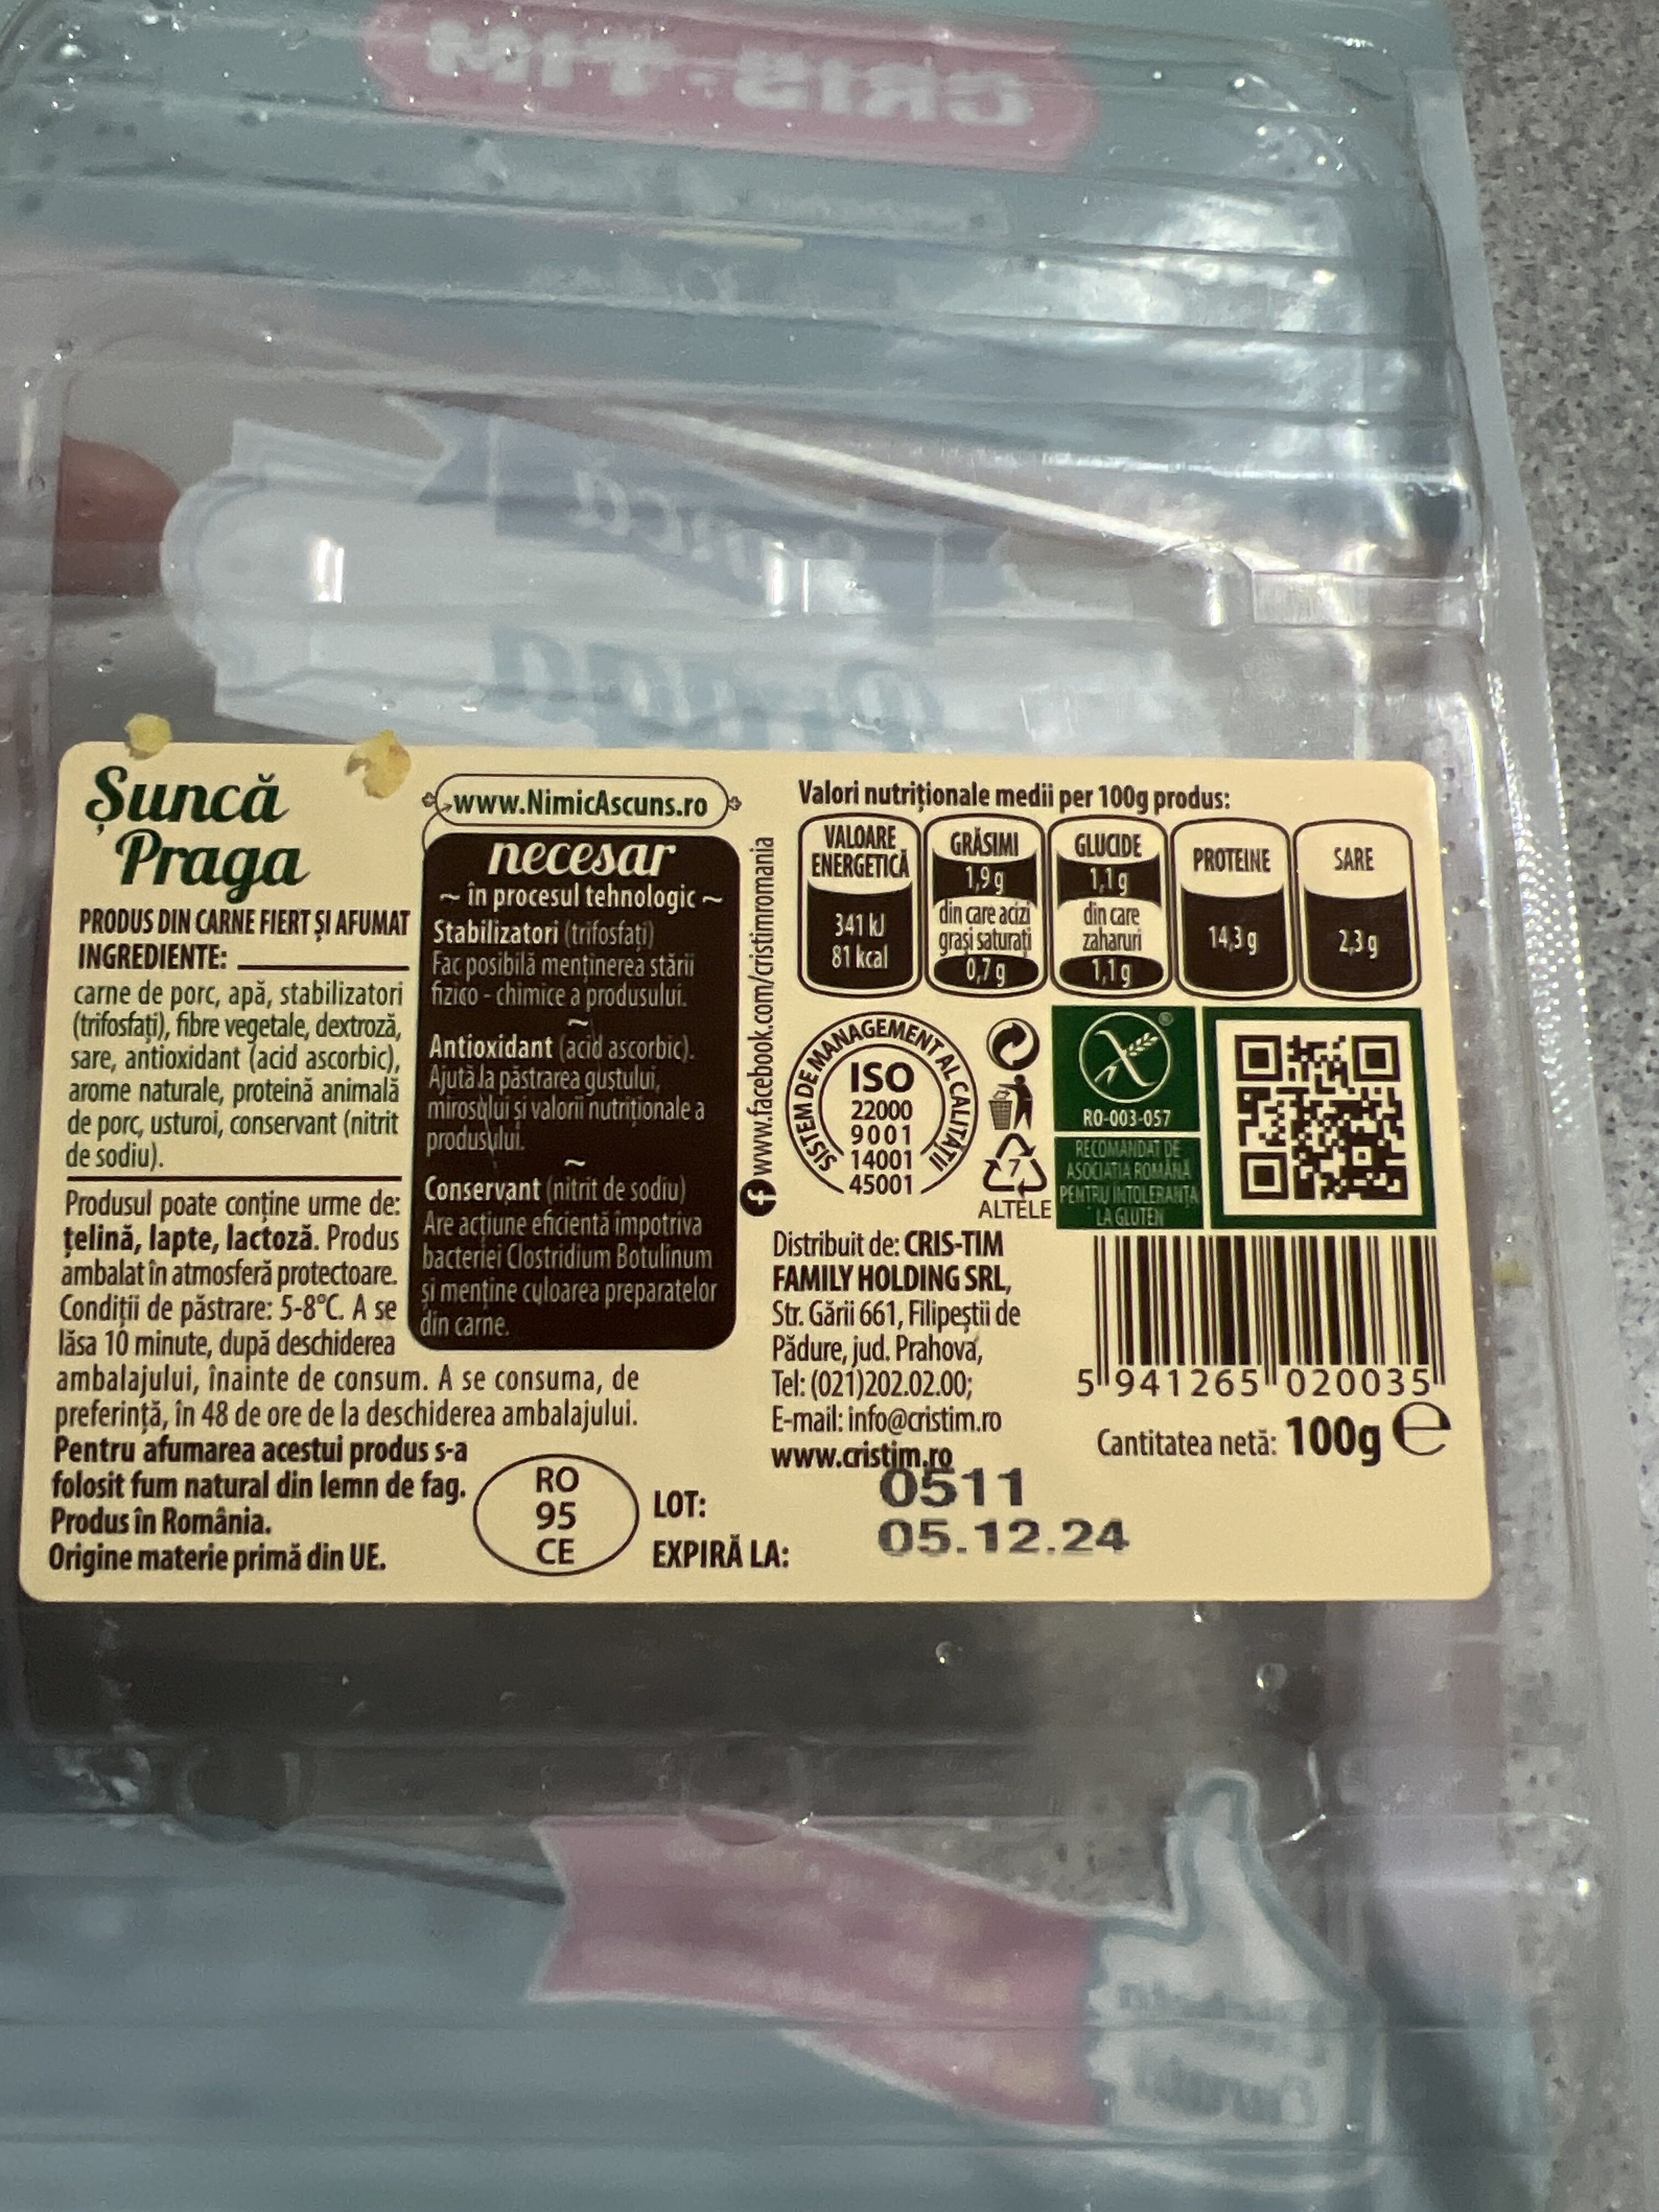 CRIS-TIM
Șuncă
Praga
PRODUS DIN CARNE FIERT ȘI AFUMAT
INGREDIENTE:
carne de porc, apă, stabilizatori
(trifosfați), fibre vegetale, dextroză,
sare, antioxidant (acid ascorbic),
arome naturale, proteină animală
de porc, usturoi, conservant (nitrit
de sodiu).
Produsul poate conține urme de:
țelină, lapte, lactoză. Produs
ambalat în atmosferă protectoare.
Condiții de păstrare: 5-8°C. A se
lăsa 10 minute, după deschiderea
ambalajului, înainte de consum. A se consuma, de
preferință, în 48 de ore de la deschiderea ambalajului.
Pentru afumarea acestui produs s-a
folosit fum natural din lemn de fag.
Produs în România.
Origine materie primă din UE.
RO
95
CE
www.NimicAscuns.ro
necesar
~ în procesul tehnologic ~
Stabilizatori (trifosfați)
Fac posibilă menținerea stării
fizico - chimice a produsului.
~
Antioxidant (acid ascorbic).
Ajută la păstrarea gustului,
mirosului și valorii nutriționale a
produsului.
~
Conservant (nitrit de sodiu)
Are acțiune eficientă împotriva
bacteriei Clostridium Botulinum
și menține culoarea preparatelor
din carne.
www.facebook.com/cristimromania
Valori nutriționale medii per 100g produs:
VALOARE
ENERGETICĂ
341 kJ
81 kcal
GRĂSIMI
1,9 g
din care acizi
grași saturați
0,7 g
GLUCIDE
1,1 g
din care
zaharuri
1,1 g
PROTEINE
14,3 g
SARE
2,3 g
SISTEM DE MANAGEMENT AL CALITĂȚII
ISO
22000
9001
14001
45001
7
ALTELE
RO-003-057
RECOMANDAT DE
ASOCIATIA ROMÂNĂ
PENTRU INTOLERANȚA
LA GLUTEN
Distribuit de: CRIS-TIM
FAMILY HOLDING SRL,
Str. Gării 661, Filipeștii de
Pădure, jud. Prahova,
Tel: (021)202.02.00;
E-mail: info@cristim.ro
www.cristim.ro
5 941265 020035
Cantitatea netă: 100g e
LOT: 0511
EXPIRĂ LA: 05.12.24